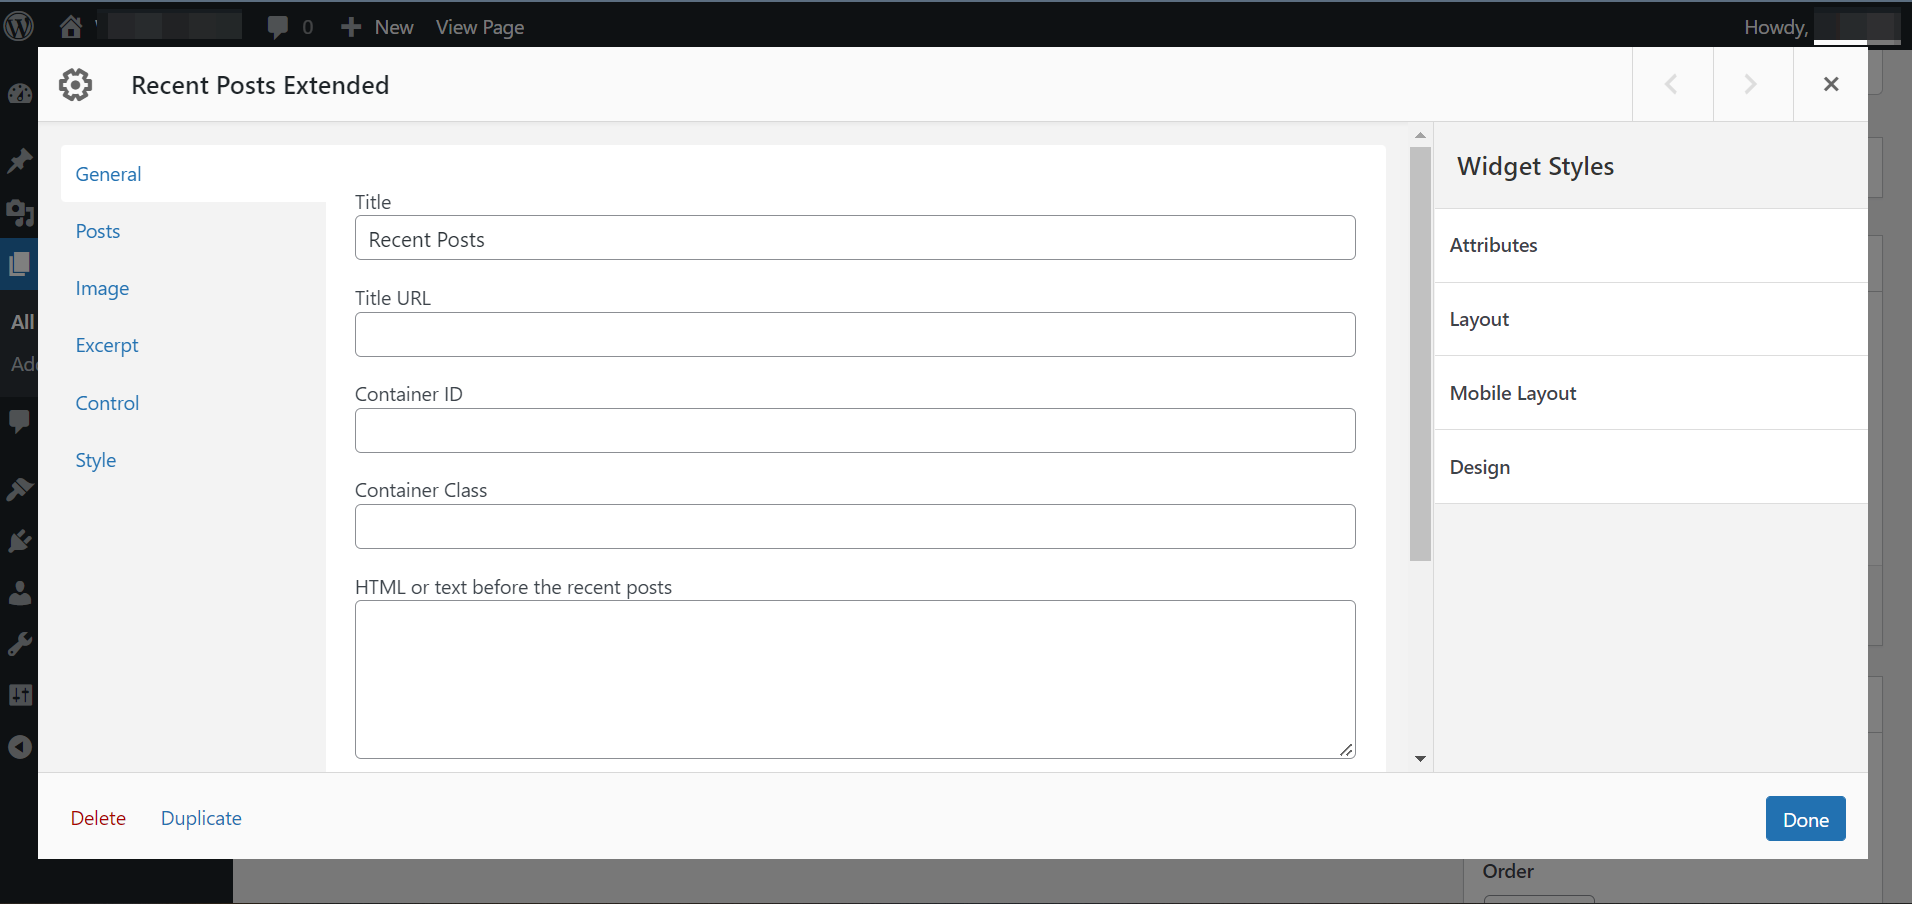 0 New View Page Howdy,
Recent Posts Extended
General
Posts
Image
Excerpt
Control
Style
Title
Recent Posts
Title URL
Container ID
Container Class
HTML or text before the recent posts
Widget Styles
Attributes
Layout
Mobile Layout
Design
All
Delete Duplicate Done
Order